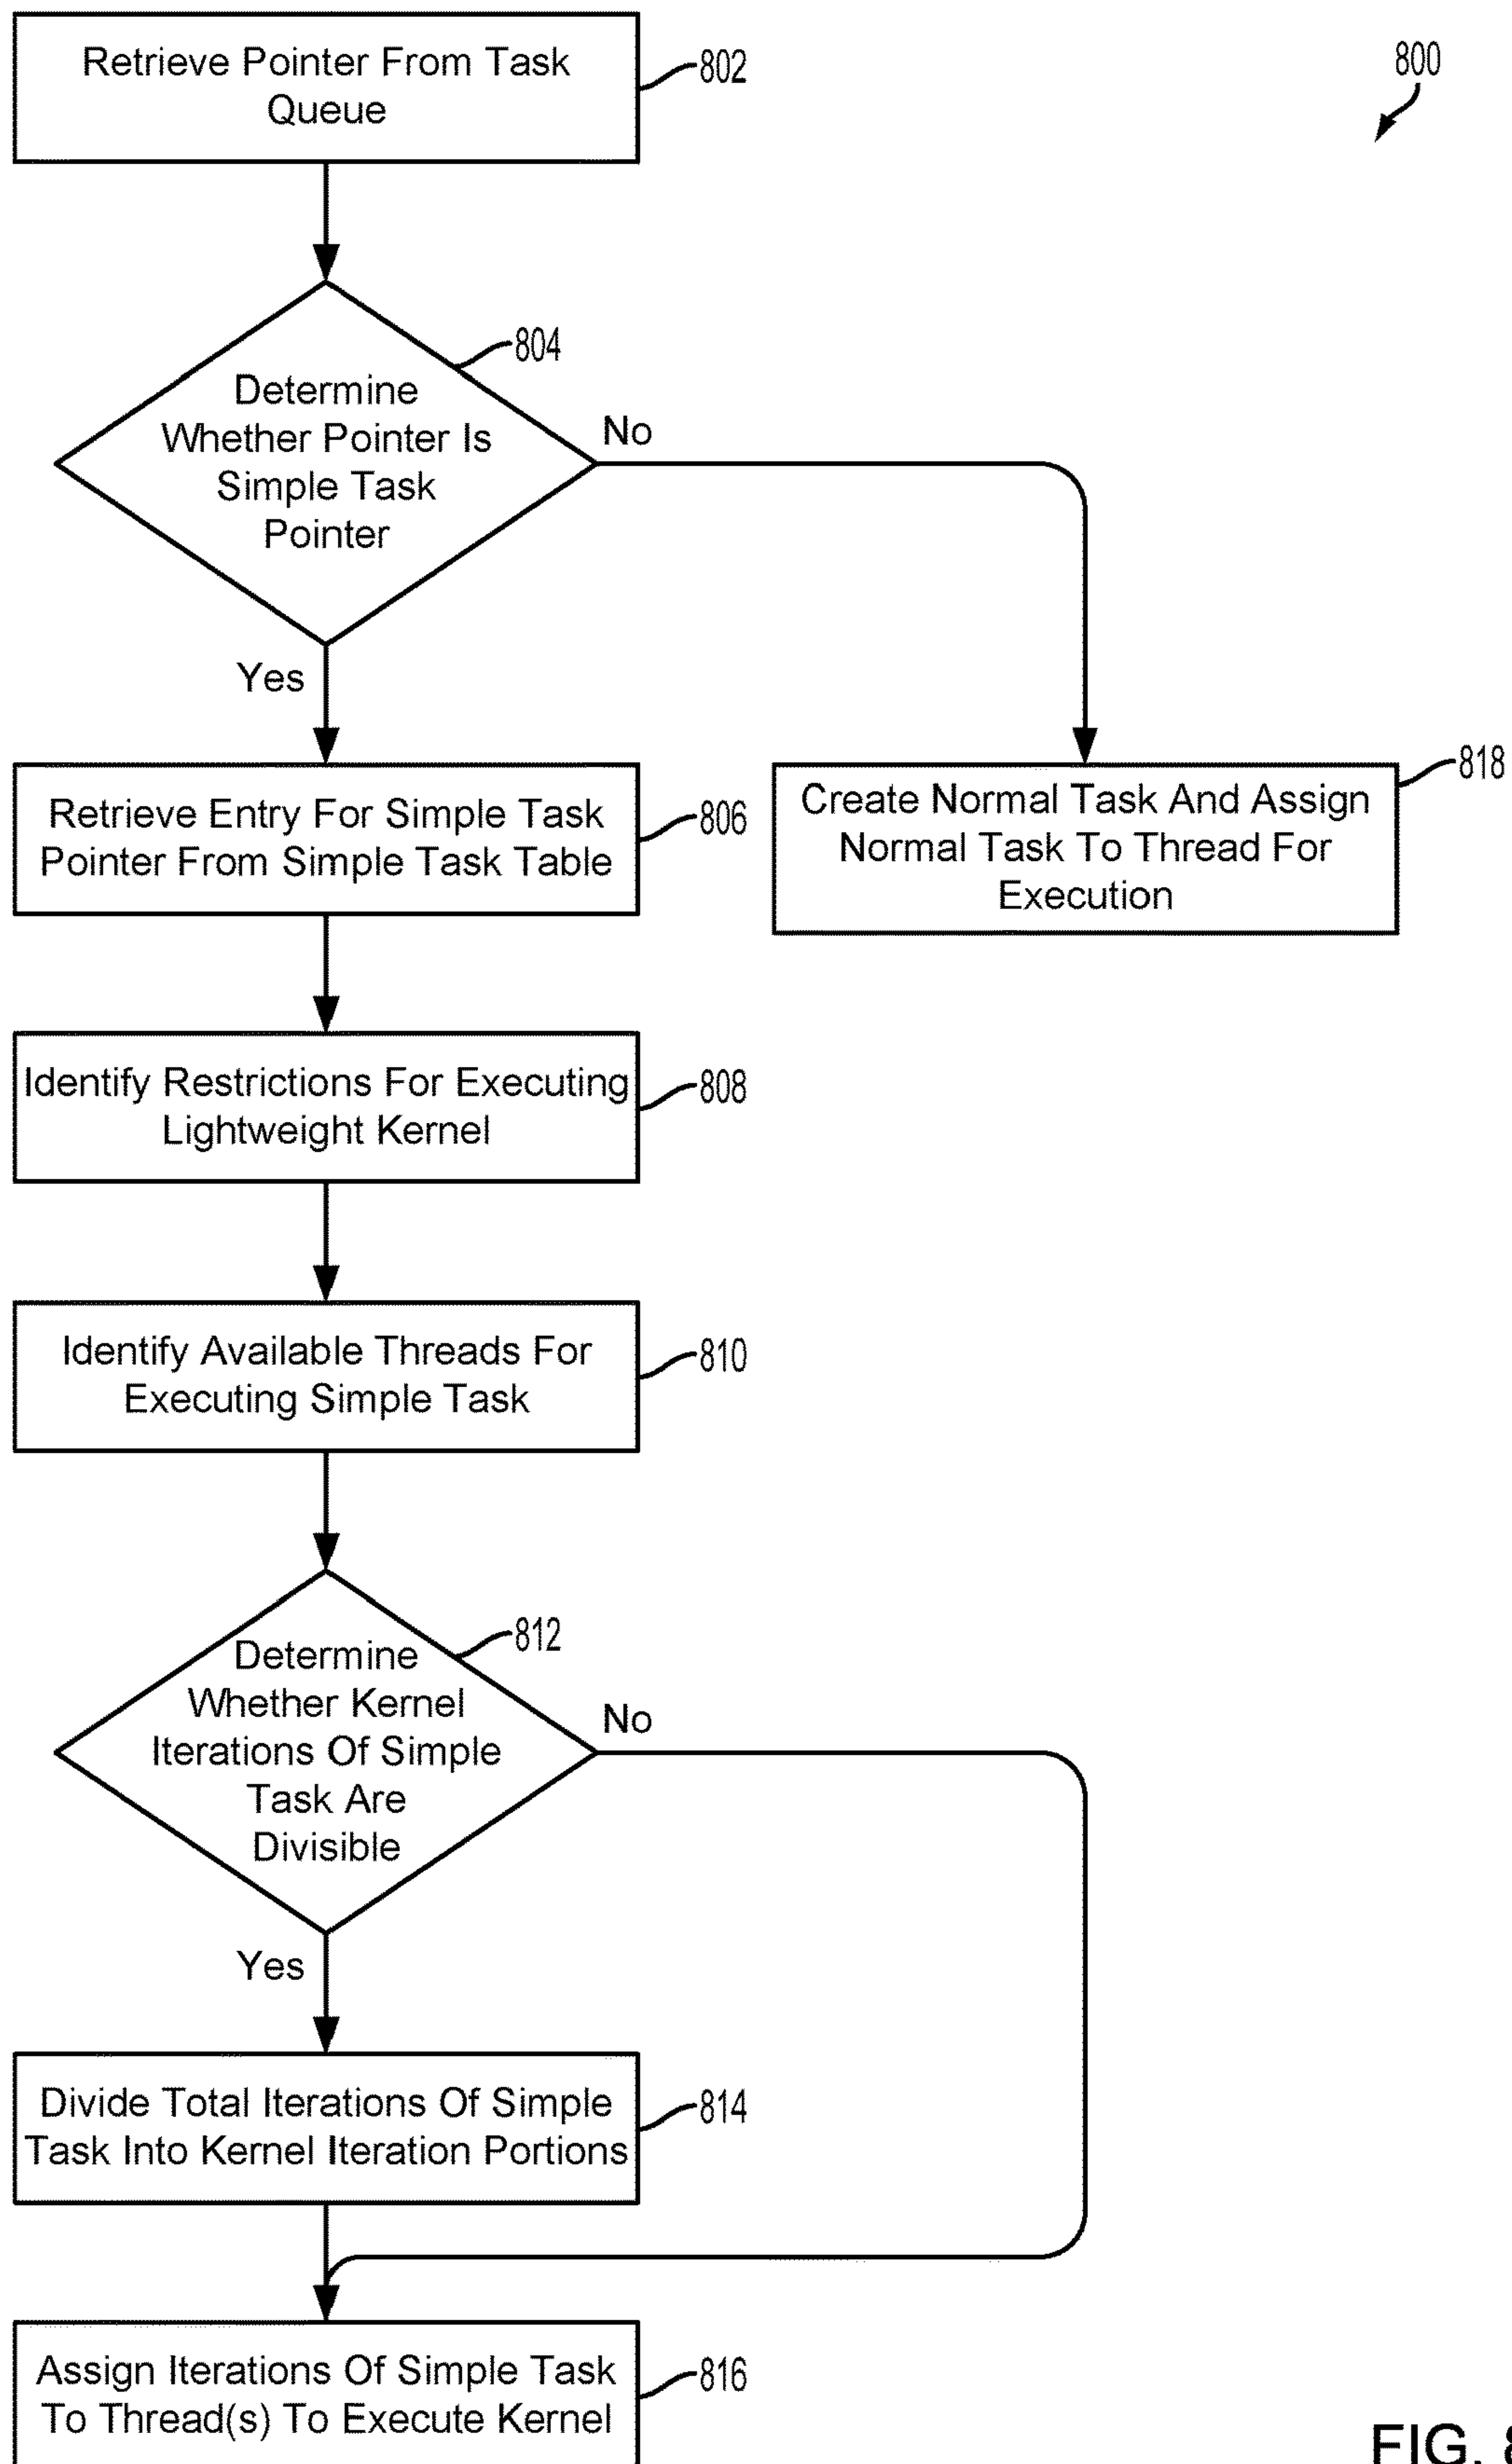 Retrieve Pointer From Task
Queue
802
800
804
Determine
Whether Pointer Is
Simple Task
Pointer
No
Yes
Retrieve Entry For Simple Task
Pointer From Simple Task Table
806
Create Normal Task And Assign
Normal Task To Thread For
Execution
818
Identify Restrictions For Executing
Lightweight Kernel
808
Identify Available Threads For
Executing Simple Task
810
812
Determine
Whether Kernel
Iterations Of Simple
Task Are
Divisible
No
Yes
Divide Total Iterations Of Simple
Task Into Kernel Iteration Portions
814
Assign Iterations Of Simple Task
To Thread(s) To Execute Kernel
816
FIG. 8